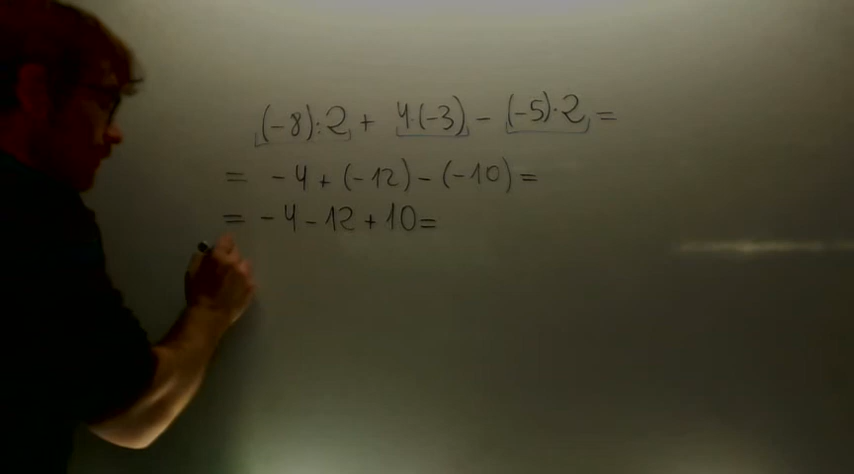 (-8):2 + 4·(-3) - (-5)·2 =
= -4 + (-12) - (-10) =
= -4 - 12 + 10 =